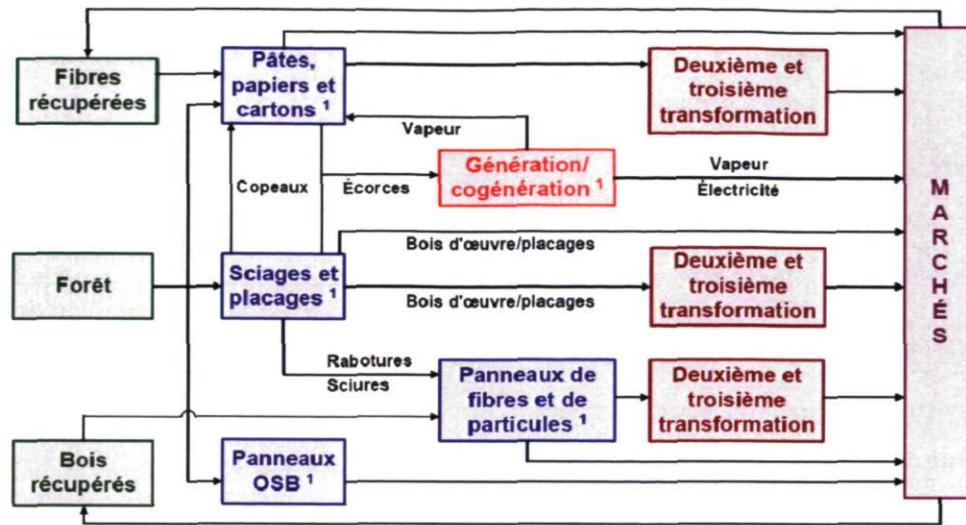 Fibres
récupérées
Pâtes,
papiers et
cartons ¹
Deuxième et
troisième
transformation
Vapeur
Copeaux
Écorces
Génération/
cogénération ¹
Vapeur
Électricité
MARCHÉS
Forêt
Sciages et
placages ¹
Bois d'œuvre/placages
Bois d'œuvre/placages
Deuxième et
troisième
transformation
Rabotures
Sciures
Panneaux de
fibres et de
particules ¹
Deuxième et
troisième
transformation
Bois
récupérés
Panneaux
OSB ¹